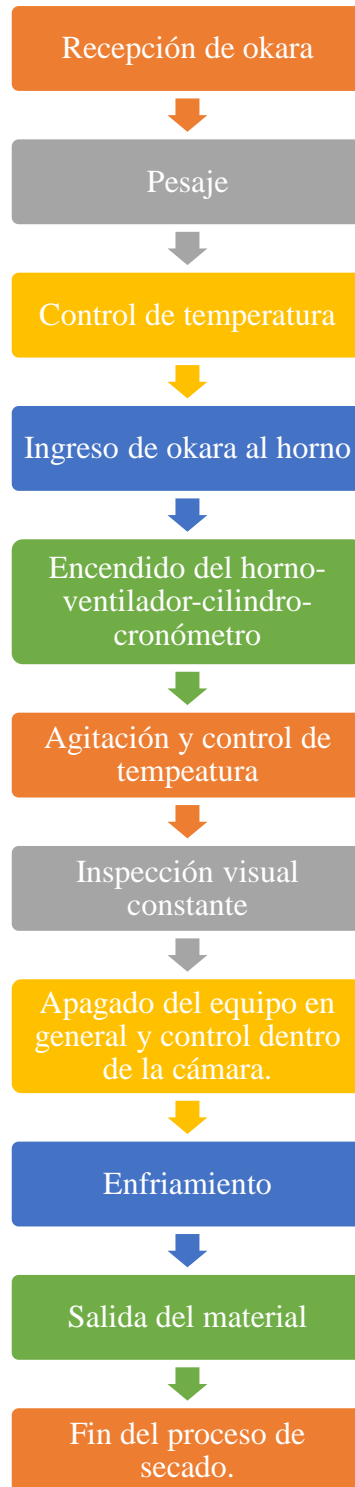 Recepción de okara
Pesaje
Control de temperatura
Ingreso de okara al horno
Encendido del horno-
ventilador-cilindro-
cronómetro
Agitación y control de
tempeatura
Inspección visual
constante
Apagado del equipo en
general y control dentro
de la cámara.
Enfriamiento
Salida del material
Fin del proceso de
secado.